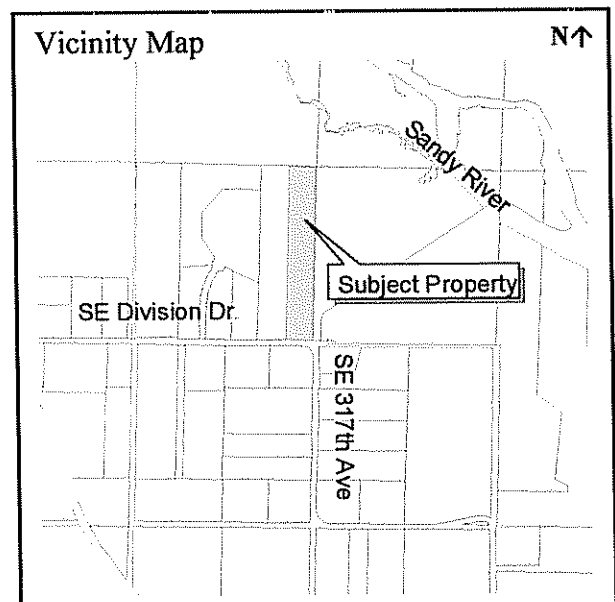 Vicinity Map
N↑
Sandy River
Subject Property
SE Division Dr.
SE 317th Ave